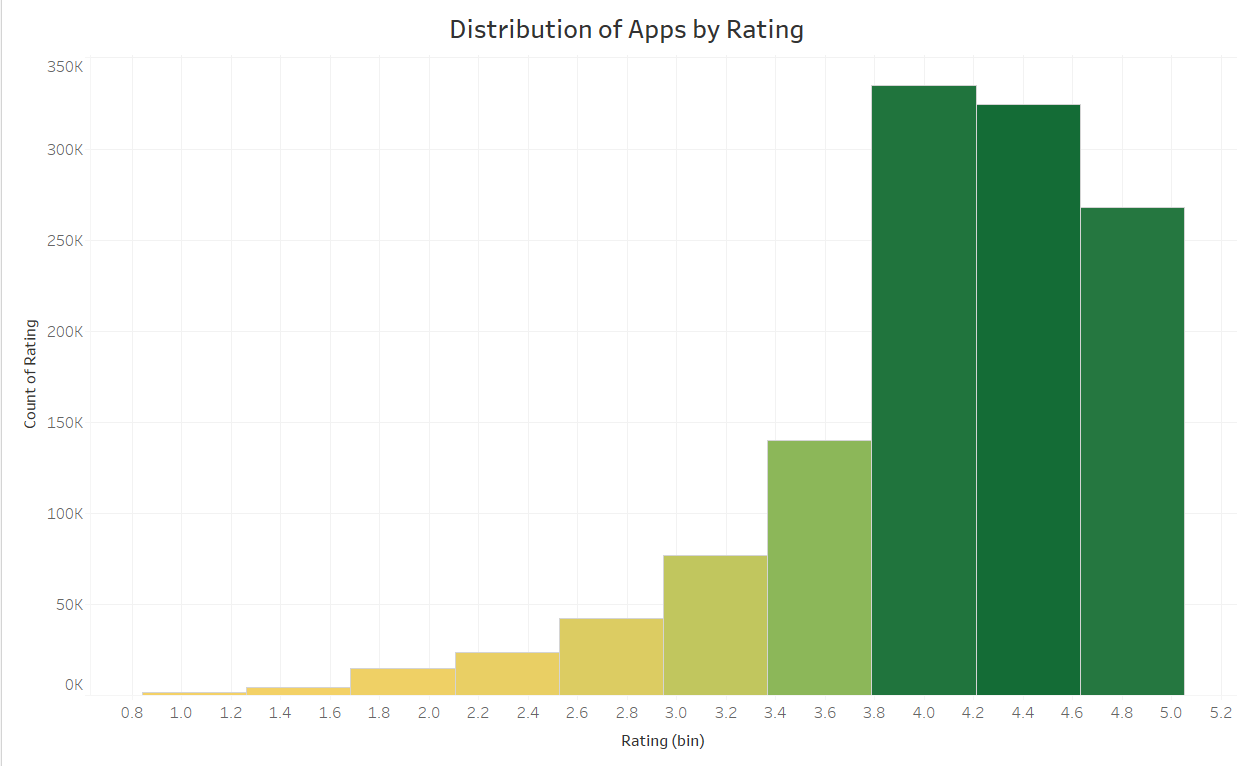 Distribution of Apps by Rating
350K
300K
250K
200K
150K
100K
50K
0K
Count of Rating
0.8 1.0 1.2 1.4 1.6 1.8 2.0 2.2 2.4 2.6 2.8 3.0 3.2 3.4 3.6 3.8 4.0 4.2 4.4 4.6 4.8 5.0 5.2
Rating (bin)